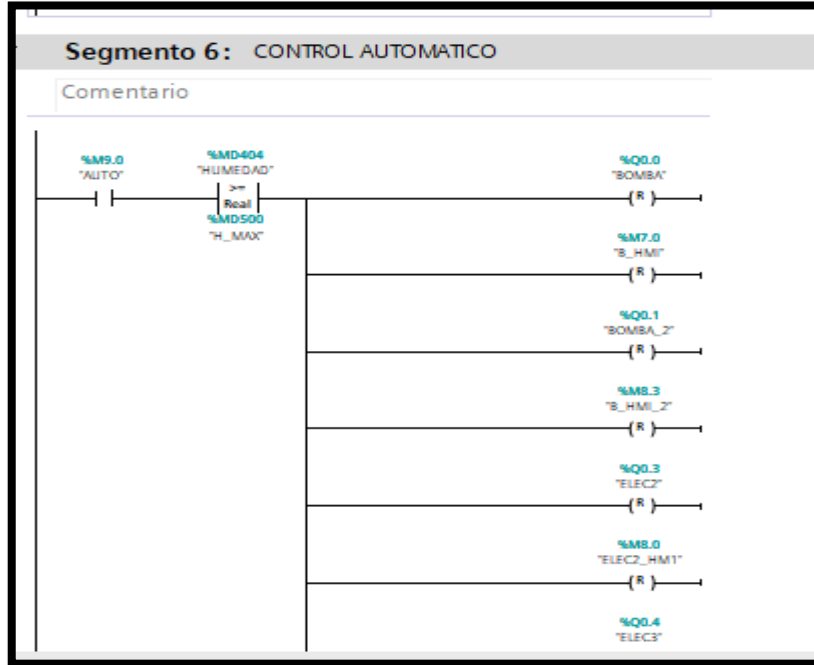 Segmento 6: CONTROL AUTOMATICO
Comentario
%M9.0
"AUTO"
%MD404
"HUMEDAD"
>=
Real
%MD500
"H_MAX"
%Q0.0
"BOMBA"
R
%M7.0
"B_HMI"
R
%Q0.1
"BOMBA_2"
R
%M8.3
"B_HMI_2"
R
%Q0.3
"ELEC2"
R
%M8.0
"ELEC2_HM1"
R
%Q0.4
"ELEC3"